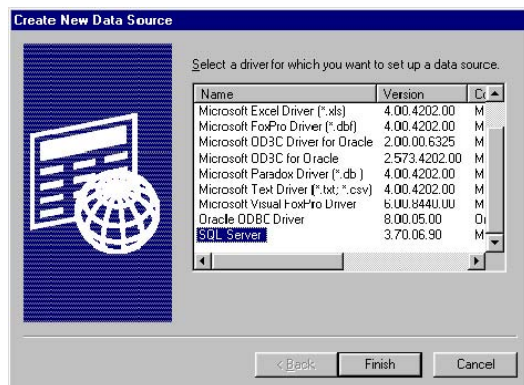 Create New Data Source
Select a driver for which you want to set up a data source.
Name Version Co
Microsoft Excel Driver (*.xls) 4.00.4202.00 M
Microsoft FoxPro Driver (*.dbf) 4.00.4202.00 M
Microsoft ODBC Driver for Oracle 2.00.00.6325 M
Microsoft ODBC for Oracle 2.573.4202.00 M
Microsoft Paradox Driver (*.db ) 4.00.4202.00 M
Microsoft Text Driver (*.txt; *.csv) 4.00.4202.00 M
Microsoft Visual FoxPro Driver 6.00.8440.00 M
Oracle ODBC Driver 8.00.05.00 Or
SQL Server 3.70.06.90 M
< Back
Finish
Cancel